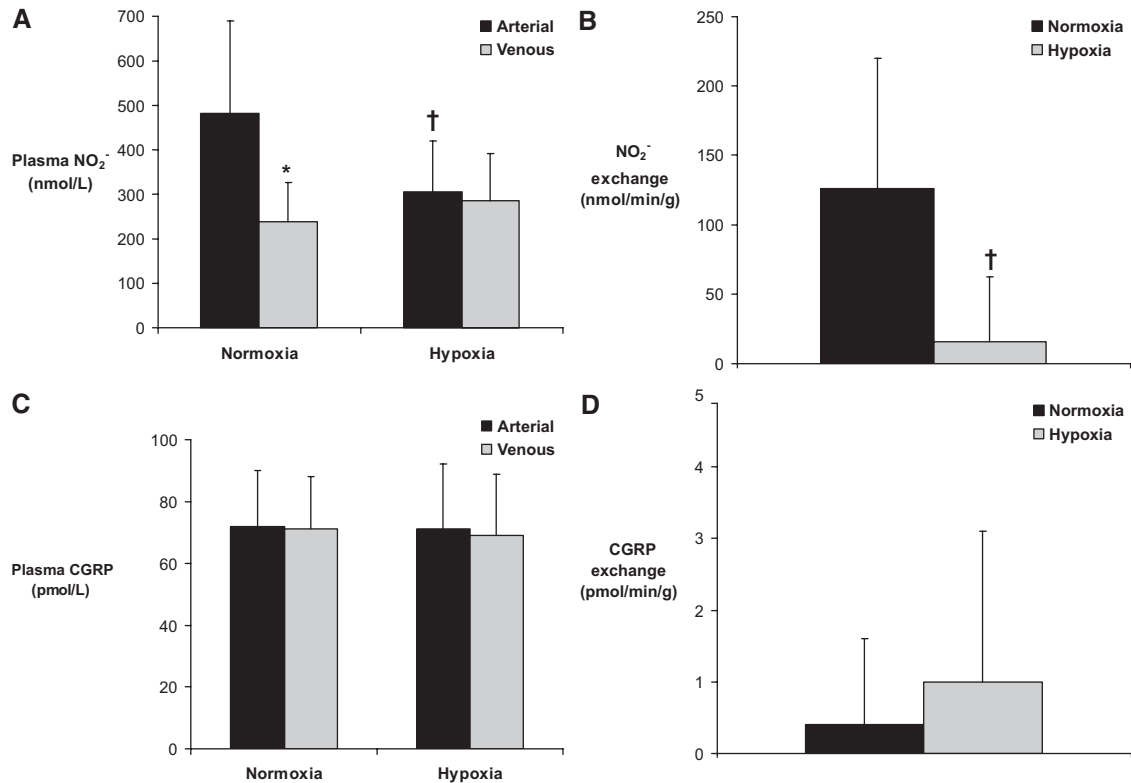 A
700
600
500
400
300
200
100
0
Plasma NO₂⁻
(nmol/L)
Arterial
Venous
*
†
Normoxia
Hypoxia
B
250
200
150
100
50
0
NO₂⁻
exchange
(nmol/min/g)
Normoxia
Hypoxia
†
C
100
80
60
40
20
0
Plasma CGRP
(pmol/L)
Arterial
Venous
Normoxia
Hypoxia
D
5
4
3
2
1
0
CGRP
exchange
(pmol/min/g)
Normoxia
Hypoxia